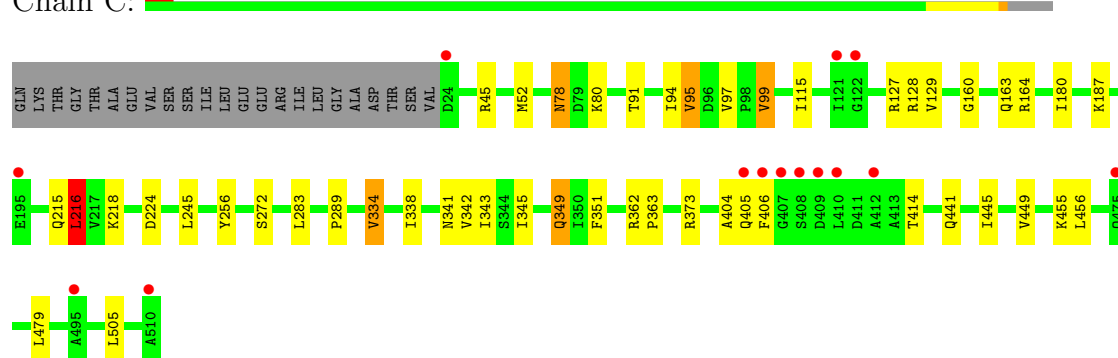 Chain C:
GLN LYS THR GLY THR ALA GLU VAL SER SER ILE LEU GLU GLU ARG ILE LEU GLY ALA ASP THR SER VAL D24 R45 M52 N78 D79 K80 T91 I94 V95 D96 V97 P98 V99 I115 I121 G122 R127 R128 V129 G160 Q163 R164 I180 K187
E195 Q215 L216 V217 K218 D224 L245 Y256 S272 L283 P289 V334 I338 N341 V342 I343 S344 I345 Q349 I350 F351 R362 P363 R373 A404 Q405 F406 G407 S408 D409 L410 D411 A412 A413 T414 Q441 I445 V449 K455 L456 Q475
L479 A495 L505 A510